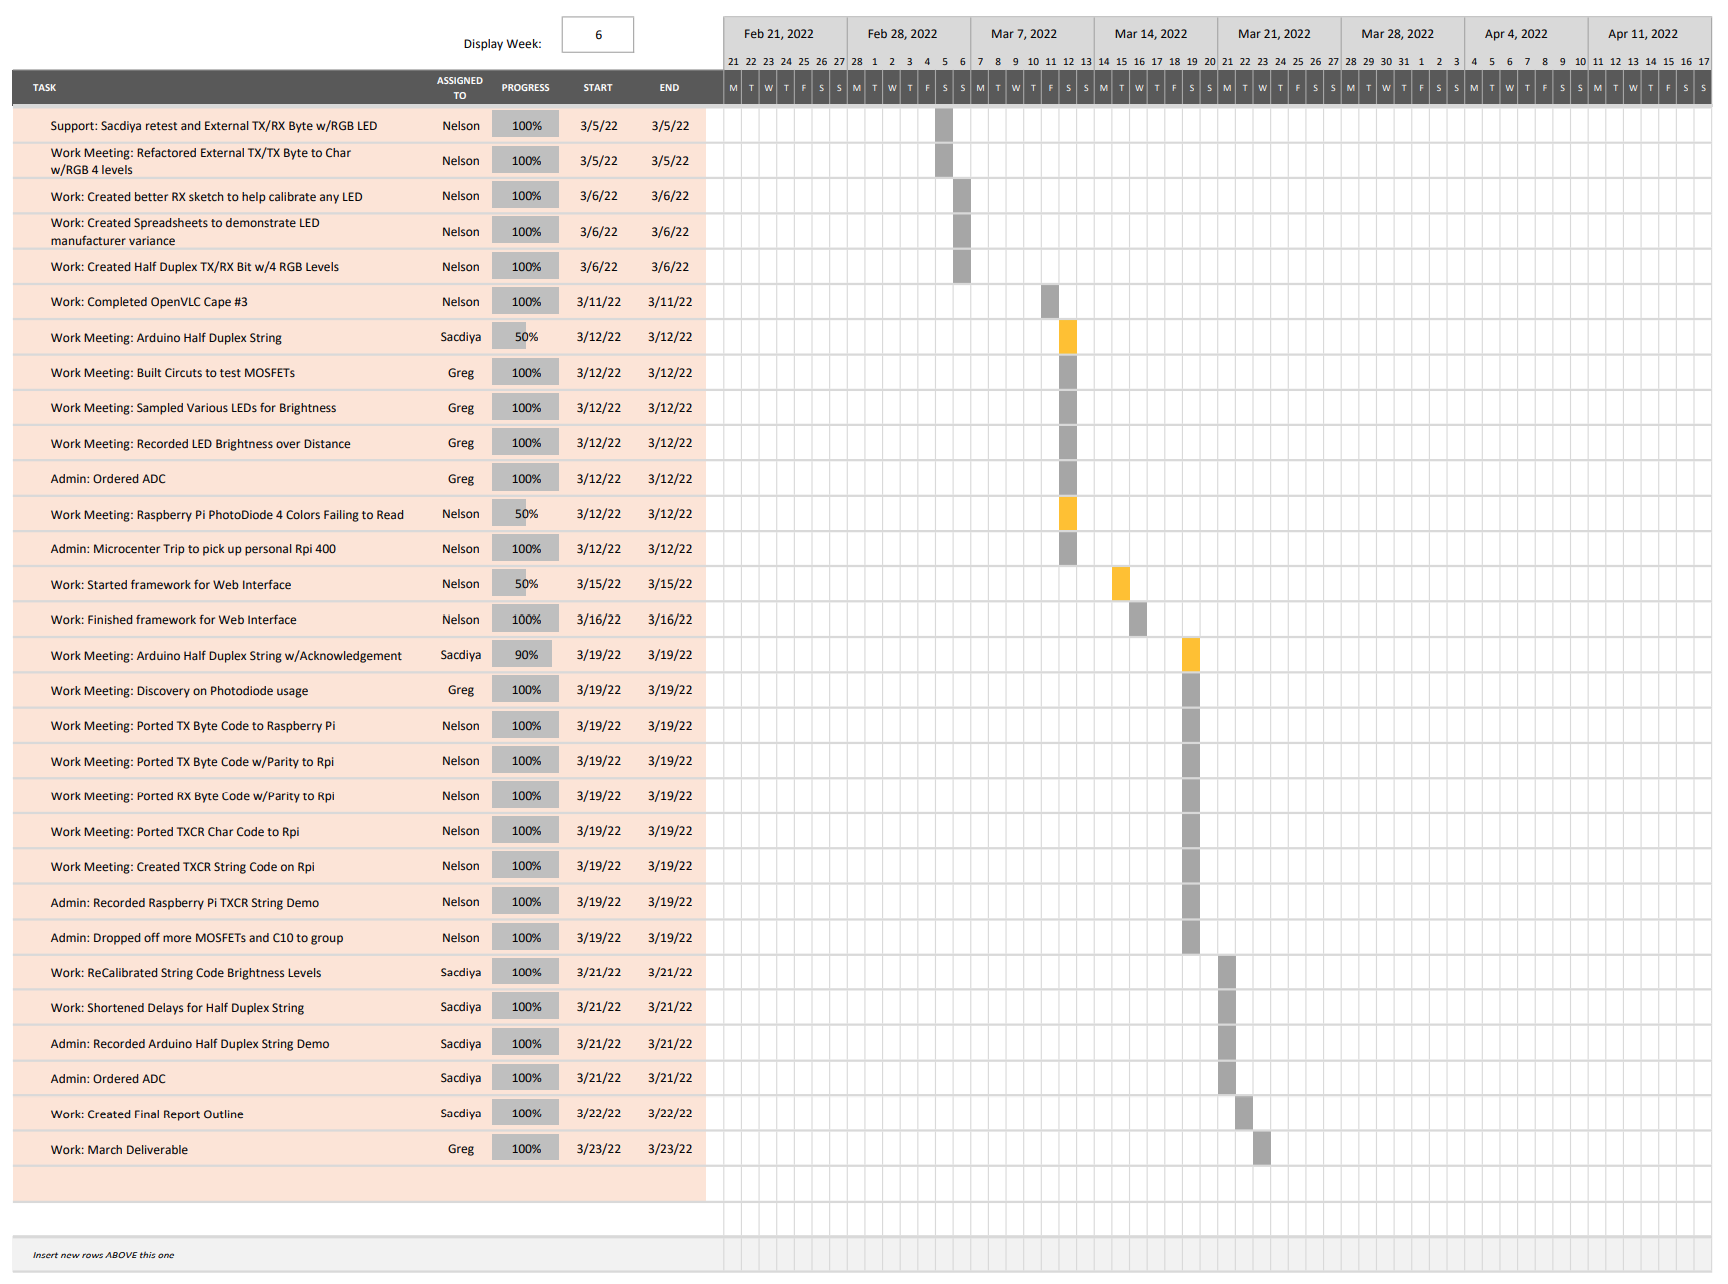 Display Week: 6
Feb 21, 2022 Feb 28, 2022 Mar 7, 2022 Mar 14, 2022 Mar 21, 2022 Mar 28, 2022 Apr 4, 2022 Apr 11, 2022
21 22 23 24 25 26 27 28 1 2 3 4 5 6 7 8 9 10 11 12 13 14 15 16 17 18 19 20 21 22 23 24 25 26 27 28 29 30 31 1 2 3 4 5 6 7 8 9 10 11 12 13 14 15 16 17
TASK ASSIGNED TO PROGRESS START END M T W T F S S M T W T F S S M T W T F S S M T W T F S S M T W T F S S M T W T F S S M T W T F S S M T W T F S S
Support: Sacdiya retest and External TX/RX Byte w/RGB LED Nelson 100% 3/5/22 3/5/22
Work Meeting: Refactored External TX/TX Byte to Char
w/RGB 4 levels Nelson 100% 3/5/22 3/5/22
Work: Created better RX sketch to help calibrate any LED Nelson 100% 3/6/22 3/6/22
Work: Created Spreadsheets to demonstrate LED
manufacturer variance Nelson 100% 3/6/22 3/6/22
Work: Created Half Duplex TX/RX Bit w/4 RGB Levels Nelson 100% 3/6/22 3/6/22
Work: Completed OpenVLC Cape #3 Nelson 100% 3/11/22 3/11/22
Work Meeting: Arduino Half Duplex String Sacdiya 50% 3/12/22 3/12/22
Work Meeting: Built Circuts to test MOSFETs Greg 100% 3/12/22 3/12/22
Work Meeting: Sampled Various LEDs for Brightness Greg 100% 3/12/22 3/12/22
Work Meeting: Recorded LED Brightness over Distance Greg 100% 3/12/22 3/12/22
Admin: Ordered ADC Greg 100% 3/12/22 3/12/22
Work Meeting: Raspberry Pi PhotoDiode 4 Colors Failing to Read Nelson 50% 3/12/22 3/12/22
Admin: Microcenter Trip to pick up personal Rpi 400 Nelson 100% 3/12/22 3/12/22
Work: Started framework for Web Interface Nelson 50% 3/15/22 3/15/22
Work: Finished framework for Web Interface Nelson 100% 3/16/22 3/16/22
Work Meeting: Arduino Half Duplex String w/Acknowledgement Sacdiya 90% 3/19/22 3/19/22
Work Meeting: Discovery on Photodiode usage Greg 100% 3/19/22 3/19/22
Work Meeting: Ported TX Byte Code to Raspberry Pi Nelson 100% 3/19/22 3/19/22
Work Meeting: Ported TX Byte Code w/Parity to Rpi Nelson 100% 3/19/22 3/19/22
Work Meeting: Ported RX Byte Code w/Parity to Rpi Nelson 100% 3/19/22 3/19/22
Work Meeting: Ported TXCR Char Code to Rpi Nelson 100% 3/19/22 3/19/22
Work Meeting: Created TXCR String Code on Rpi Nelson 100% 3/19/22 3/19/22
Admin: Recorded Raspberry Pi TXCR String Demo Nelson 100% 3/19/22 3/19/22
Admin: Dropped off more MOSFETs and C10 to group Nelson 100% 3/19/22 3/19/22
Work: ReCalibrated String Code Brightness Levels Sacdiya 100% 3/21/22 3/21/22
Work: Shortened Delays for Half Duplex String Sacdiya 100% 3/21/22 3/21/22
Admin: Recorded Arduino Half Duplex String Demo Sacdiya 100% 3/21/22 3/21/22
Admin: Ordered ADC Sacdiya 100% 3/21/22 3/21/22
Work: Created Final Report Outline Sacdiya 100% 3/22/22 3/22/22
Work: March Deliverable Greg 100% 3/23/22 3/23/22
Insert new rows ABOVE this one